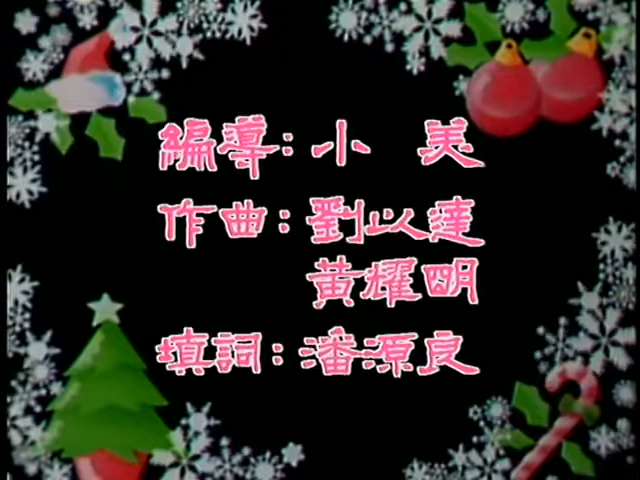 編導：小　美
作曲：劉以達
黃耀明
填詞：潘源良